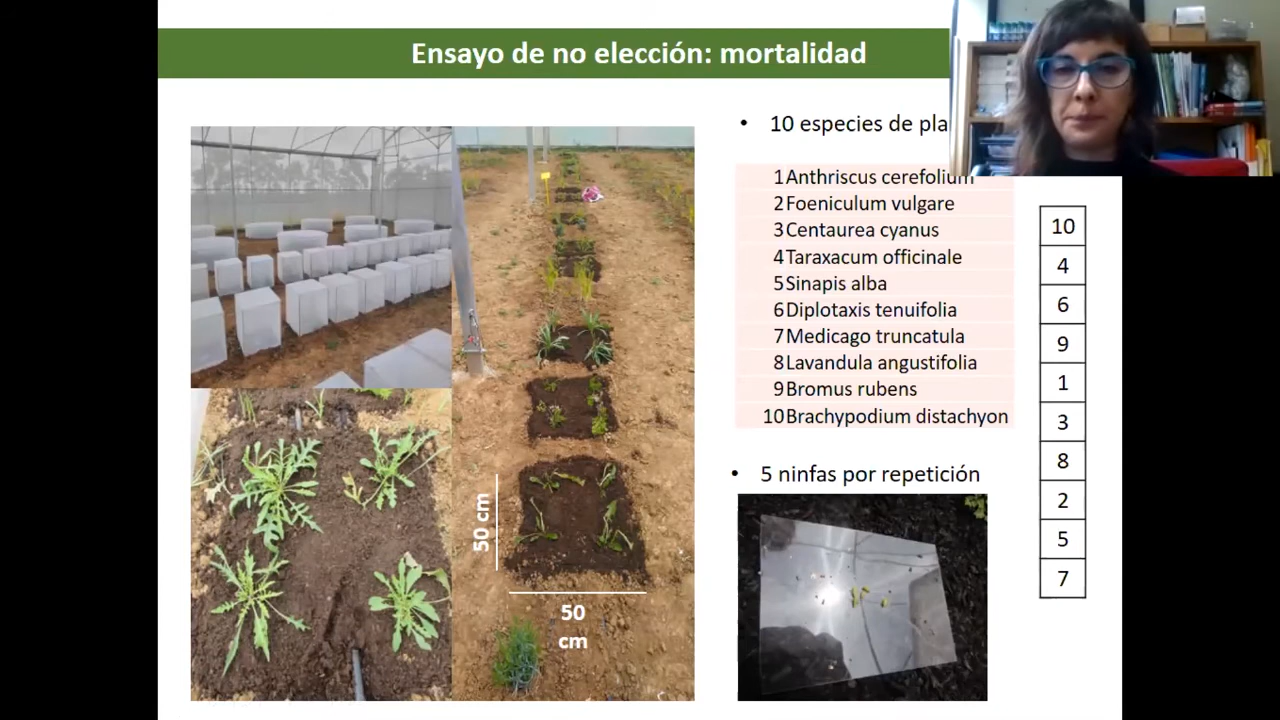 Ensayo de no elección: mortalidad
• 10 especies de
1 Anthriscus cerefolium
2 Foeniculum vulgare
3 Centaurea cyanus
4 Taraxacum officinale
5 Sinapis alba
6 Diplotaxis tenuifolia
7 Medicago truncatula
8 Lavandula angustifolia
9 Bromus rubens
10 Brachypodium distachyon
• 5 ninfas por repetición
50 cm
50
cm
10
4
6
9
1
3
8
2
5
7